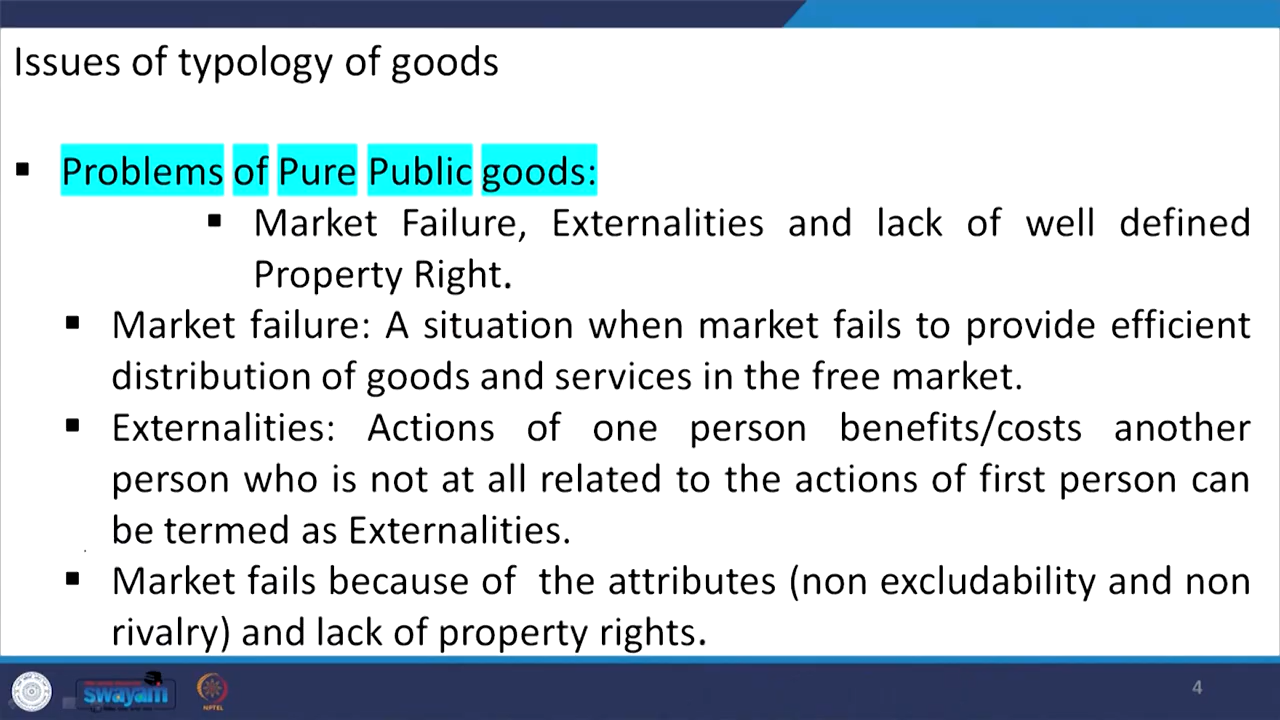 Issues of typology of goods
▪ Problems of Pure Public goods:
▪ Market Failure, Externalities and lack of well defined
Property Right.
▪ Market failure: A situation when market fails to provide efficient
distribution of goods and services in the free market.
▪ Externalities: Actions of one person benefits/costs another
person who is not at all related to the actions of first person can
be termed as Externalities.
▪ Market fails because of the attributes (non excludability and non
rivalry) and lack of property rights.
swayam
NPTEL
4